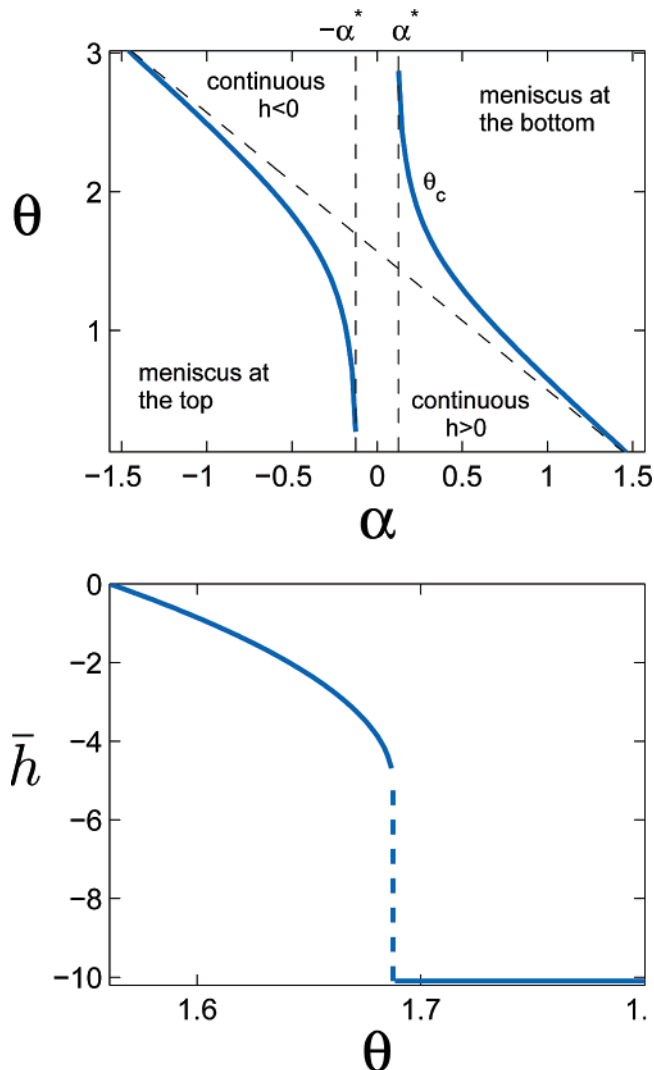 −α* α*
3
continuous
h<0
meniscus at
the bottom
θ
2
θc
1
meniscus at
the top
continuous
h>0
−1.5 −1 −0.5 0 0.5 1 1.5
α
0
−2
−4
h̄
−6
−8
−10
1.6 1.7 1.
θ